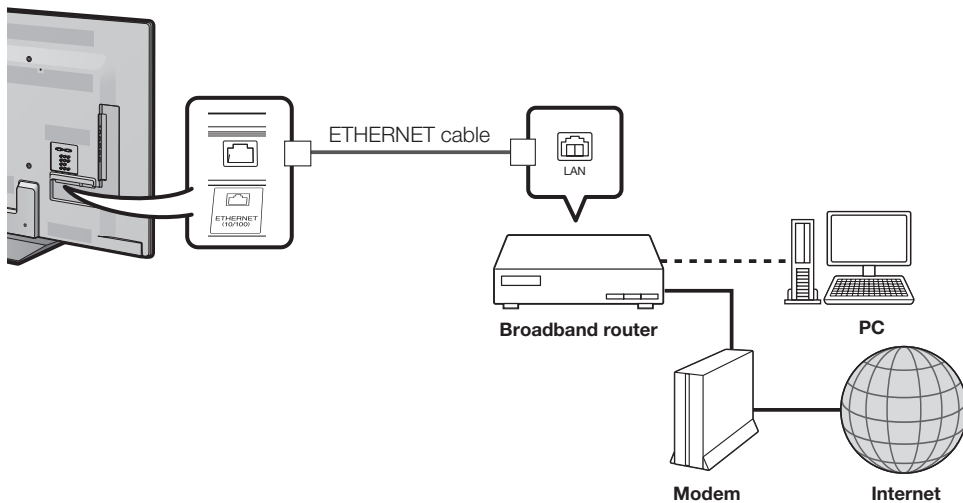 ETHERNET cable
LAN
ETHERNET
(10/100)
Broadband router
PC
Modem
Internet